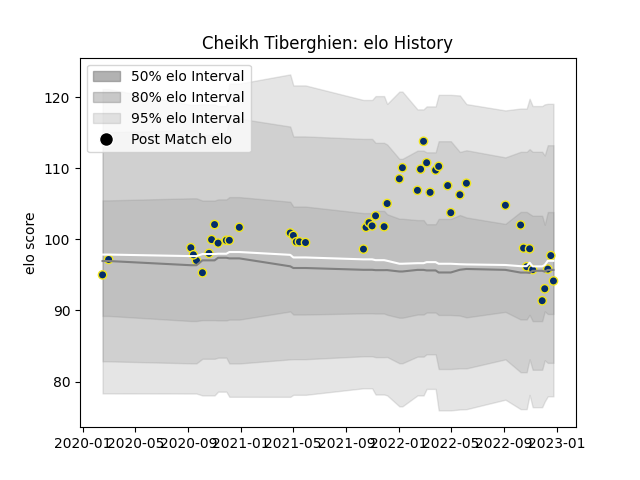 Cheikh Tiberghien: elo History
50% elo Interval
80% elo Interval
95% elo Interval
Post Match elo
elo score
120
110
100
90
80
2020-01 2020-05 2020-09 2021-01 2021-05 2021-09 2022-01 2022-05 2022-09 2023-01